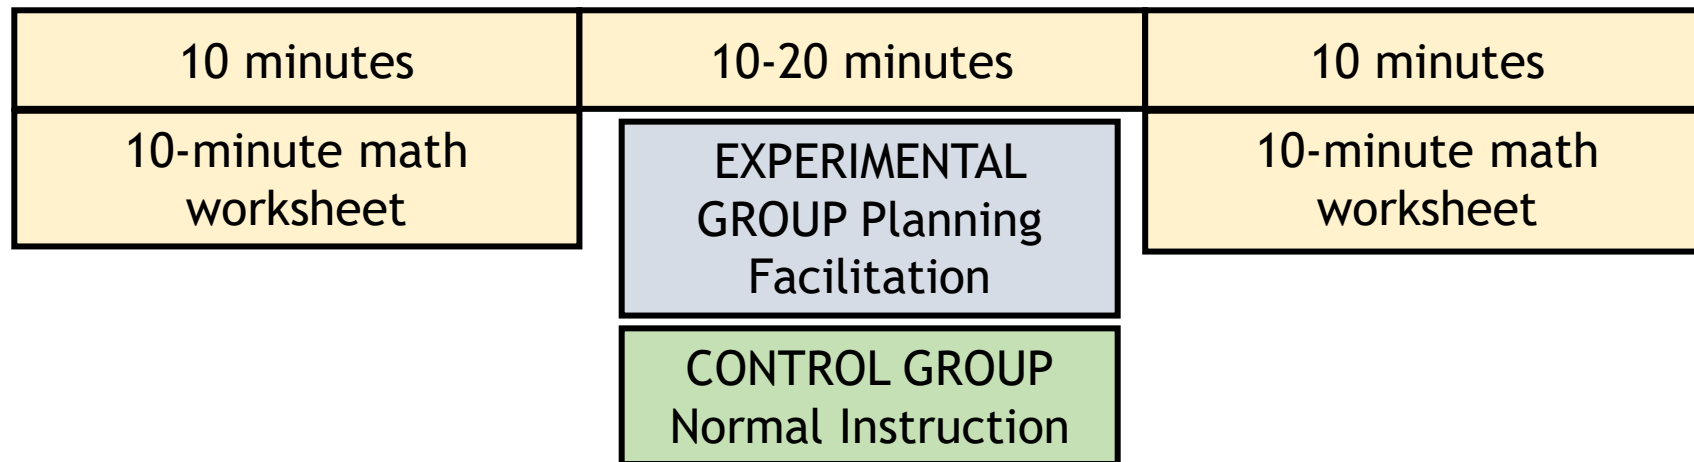 10 minutes
10-20 minutes
10 minutes
10-minute math
worksheet
EXPERIMENTAL
GROUP Planning
Facilitation
CONTROL GROUP
Normal Instruction
10-minute math
worksheet